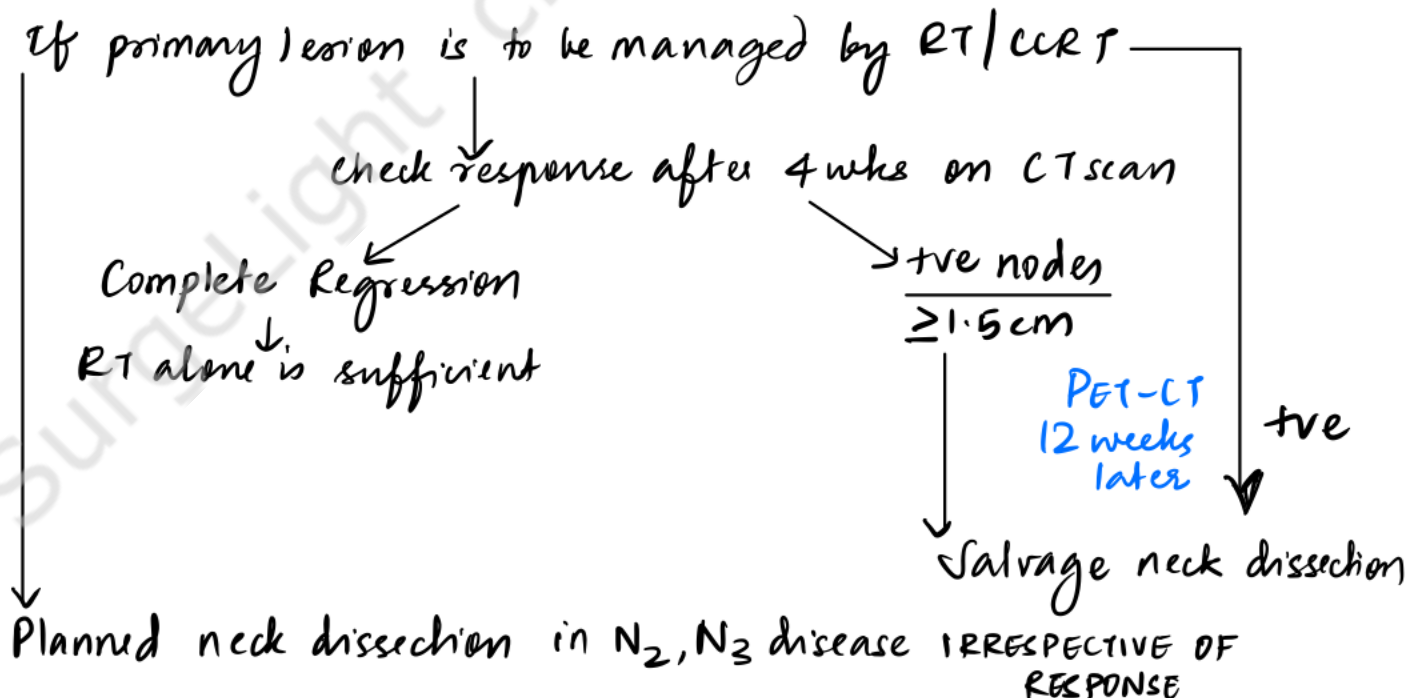 If primary lesion is to be managed by RT/CCRT
check response after 4 wks on CT scan
Complete Regression
RT alone is sufficient
+ve nodes
≥1.5cm
PET-CT
12 weeks
later
+ve
Salvage neck dissection
Planned neck dissection in N2, N3 disease IRRESPECTIVE OF
RESPONSE
SurgeLight